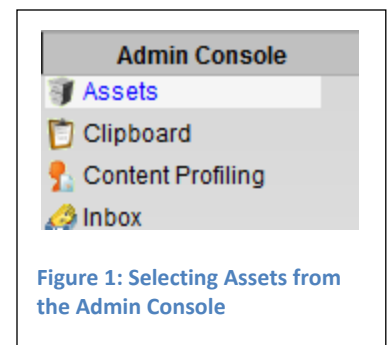 Admin Console
Assets
Clipboard
Content Profiling
Inbox
Figure 1: Selecting Assets from
the Admin Console